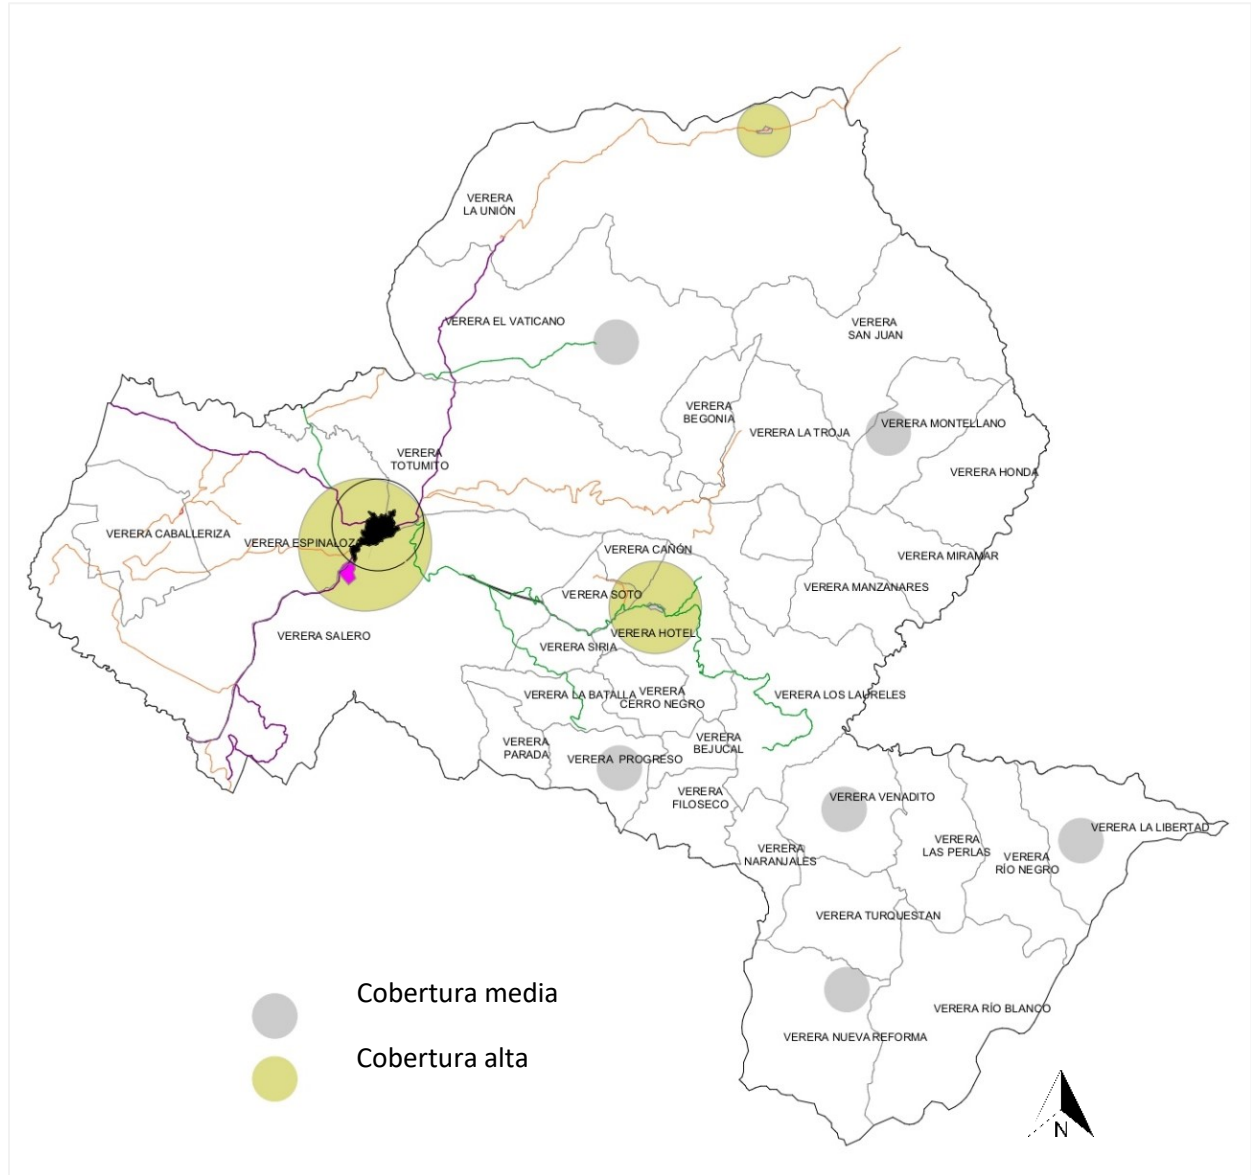 VERERA
LA UNIÓN
VERERA EL VATICANO
VERERA
SAN JUAN
VERERA
BEGONIA
VERERA LA TROJA
VERERA MONTELLANO
VERERA
TOTUMITO
VERERA HONDA
VERERA CABALLERIZA
VERERA ESPINALOZA
VERERA CAÑÓN
VERERA MIRAMAR
VERERA SOTO
VERERA MANZANARES
VERERA SALERO
VERERA HOTEL
VERERA SIRIA
VERERA LA BATALLA
VERERA
CERRO NEGRO
VERERA LOS LAURELES
VERERA
PARADA
VERERA PROGRESO
VERERA
BEJUCAL
VERERA
FILOSECO
VERERA VENADITO
VERERA LA LIBERTAD
VERERA
NARANJALES
VERERA
LAS PERLAS
VERERA
RÍO NEGRO
VERERA TURQUESTAN
VERERA RÍO BLANCO
VERERA NUEVA REFORMA
Cobertura media
Cobertura alta
N